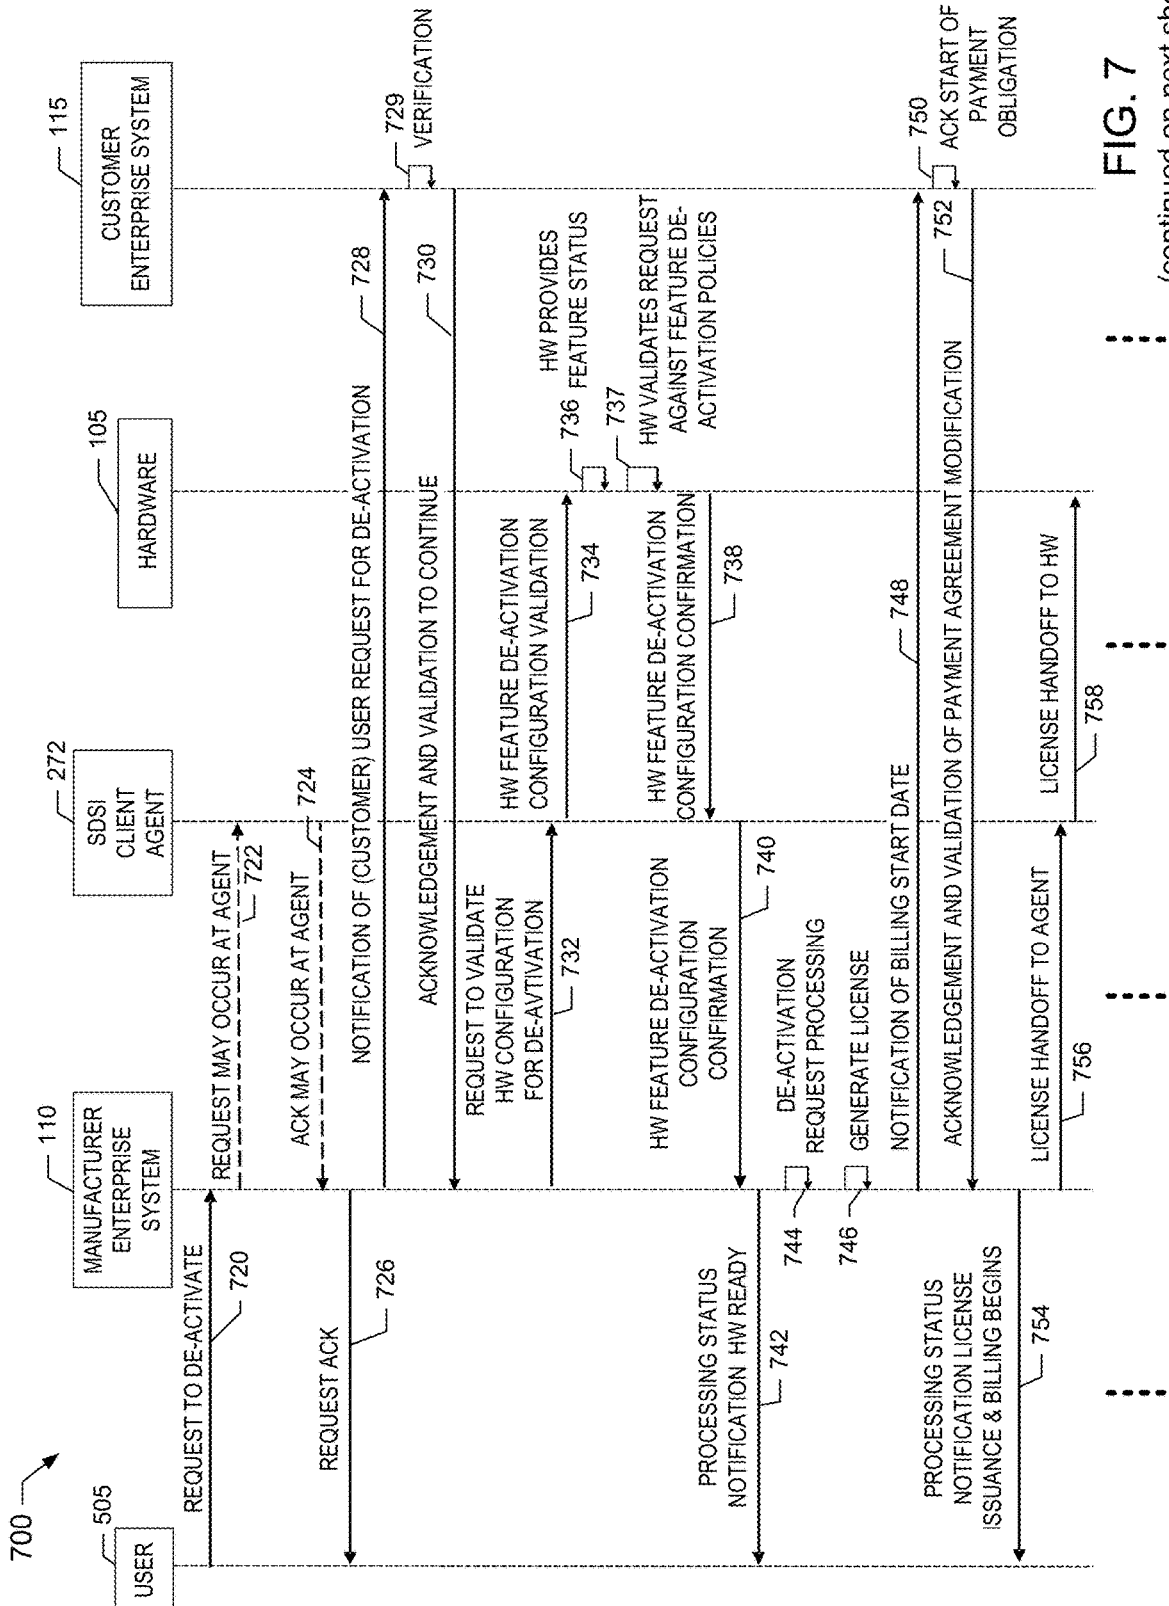 700
505
USER
110
MANUFACTURER
ENTERPRISE
SYSTEM
272
SDSI
CLIENT
AGENT
105
HARDWARE
115
CUSTOMER
ENTERPRISE SYSTEM
REQUEST TO DE-ACTIVATE
720
REQUEST MAY OCCUR AT AGENT
722
ACK MAY OCCUR AT AGENT
724
REQUEST ACK
726
NOTIFICATION OF (CUSTOMER) USER REQUEST FOR DE-ACTIVATION
728
729
VERIFICATION
ACKNOWLEDGEMENT AND VALIDATION TO CONTINUE
730
REQUEST TO VALIDATE
HW CONFIGURATION
FOR DE-AVTIVATION
732
HW FEATURE DE-ACTIVATION
CONFIGURATION VALIDATION
734
HW PROVIDES
FEATURE STATUS
736
737
HW VALIDATES REQUEST
AGAINST FEATURE DE-
ACTIVATION POLICIES
HW FEATURE DE-ACTIVATION
CONFIGURATION CONFIRMATION
738
HW FEATURE DE-ACTIVATION
CONFIGURATION
CONFIRMATION
740
PROCESSING STATUS
NOTIFICATION HW READY
742
DE-ACTIVATION
REQUEST PROCESSING
744
GENERATE LICENSE
746
NOTIFICATION OF BILLING START DATE
748
750
ACK START OF
PAYMENT
OBLIGATION
ACKNOWLEDGEMENT AND VALIDATION OF PAYMENT AGREEMENT MODIFICATION
752
PROCESSING STATUS
NOTIFICATION LICENSE
ISSUANCE & BILLING BEGINS
754
LICENSE HANDOFF TO AGENT
756
LICENSE HANDOFF TO HW
758
FIG. 7
(continued on next